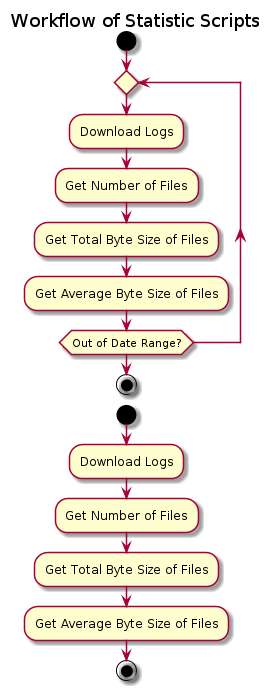 Workflow of Statistic Scripts
Download Logs
Get Number of Files
Get Total Byte Size of Files
Get Average Byte Size of Files
Out of Date Range?
Download Logs
Get Number of Files
Get Total Byte Size of Files
Get Average Byte Size of Files